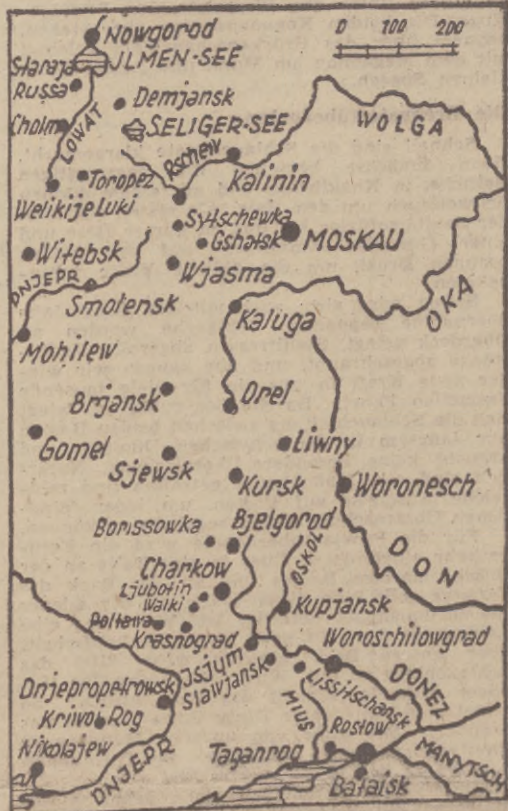 Nowgorod
0 100 200
JLMEN-SEE
Staraja
Russa
Demjansk
WOLGA
Cholm
LOWAT
SELIGER-SEE
Rschew
Kalinin
Toropez
Welikije Luki
Sytschewka
Gshatsk
MOSKAU
Witebsk
Wjasma
DNJEPR
Smolensk
OKA
Kaluga
Mohilew
Brjansk
Orel
Gomel
Liwny
Sjewsk
Kursk
Woronesch
Borissowka
Bjelgorod
DON
Charkow
OSKOL
Ljubotin
Walki
Kupjansk
Poltawa
Krasnograd
Woroschilowgrad
Jsjum
Slawjansk
Dnjepropetrowsk
Lissitschansk
DONEZ
Kriwoi Rog
MIUS
Rostow
Nikolajew
Taganrog
MANYTSCH
DNJEPR
Bataisk